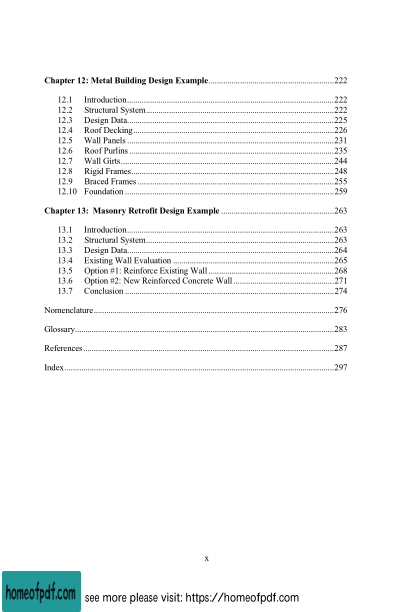 Chapter 12: Metal Building Design Example............................................................222
12.1 Introduction....................................................................................................222
12.2 Structural System...........................................................................................222
12.3 Design Data....................................................................................................225
12.4 Roof Decking.................................................................................................226
12.5 Wall Panels....................................................................................................231
12.6 Roof Purlins...................................................................................................235
12.7 Wall Girts.......................................................................................................244
12.8 Rigid Frames..................................................................................................248
12.9 Braced Frames...............................................................................................255
12.10 Foundation.....................................................................................................259
Chapter 13: Masonry Retrofit Design Example......................................................263
13.1 Introduction....................................................................................................263
13.2 Structural System...........................................................................................263
13.3 Design Data....................................................................................................264
13.4 Existing Wall Evaluation..............................................................................265
13.5 Option #1: Reinforce Existing Wall.............................................................268
13.6 Option #2: New Reinforced Concrete Wall.................................................271
13.7 Conclusion.....................................................................................................274
Nomenclature...................................................................................................................276
Glossary............................................................................................................................283
References........................................................................................................................287
Index.................................................................................................................................297
x
homeofpdf.com see more please visit: https://homeofpdf.com